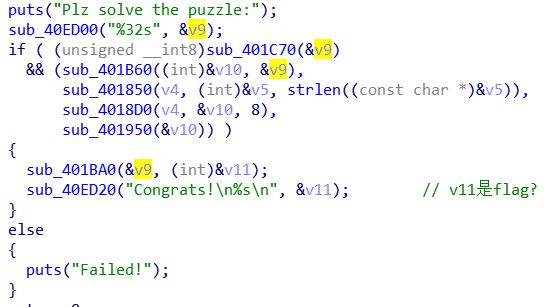 puts("Plz solve the puzzle:");
sub_40ED00("%32s", &v9);
if ( (unsigned __int8)sub_401C70(&v9)
&& (sub_401B60((int)&v10, &v9),
sub_401850(v4, (int)&v5, strlen((const char *)&v5)),
sub_4018D0(v4, &v10, 8),
sub_401950(&v10)) )
{
sub_401BA0(&v9, (int)&v11);
sub_40ED20("Congrats!\n%s\n", &v11); // v11是flag?
}
else
{
puts("Failed!");
}